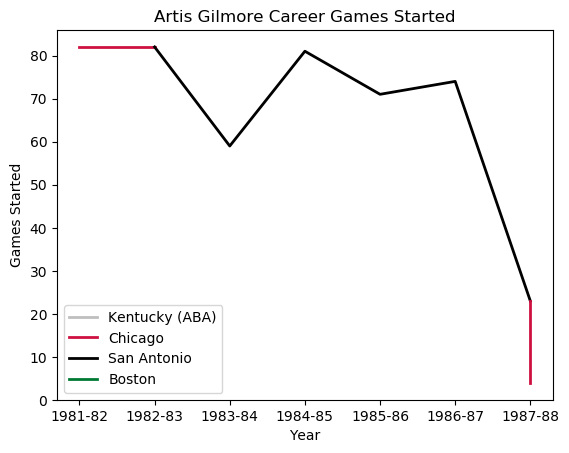 Artis Gilmore Career Games Started
Games Started
80
70
60
50
40
30
20
10
0
Kentucky (ABA)
Chicago
San Antonio
Boston
1981-82 1982-83 1983-84 1984-85 1985-86 1986-87 1987-88
Year